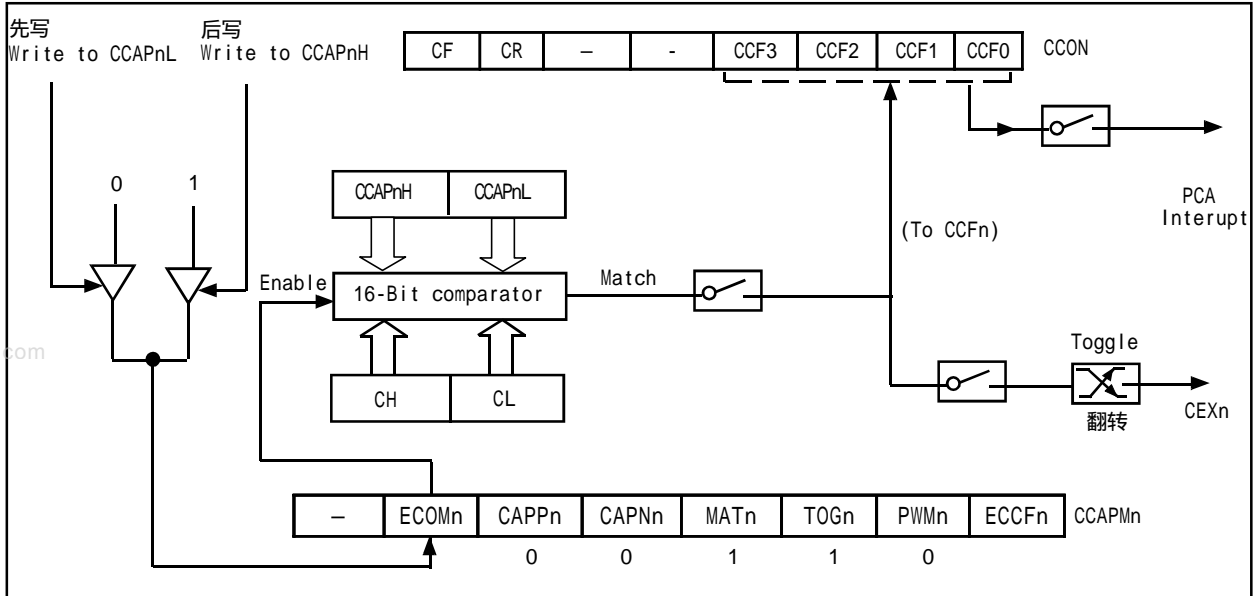 先写
Write to CCAPnL
后写
Write to CCAPnH
CF CR – - CCF3 CCF2 CCF1 CCF0 CCON
0 1
CCAPnH CCAPnL
PCA
Interupt
(To CCFn)
Enable
16-Bit comparator
Match
com
Toggle
CH CL
翻转
CEXn
– ECOMn CAPPn CAPNn MATn TOGn PWMn ECCFn CCAPMn
0 0 1 1 0